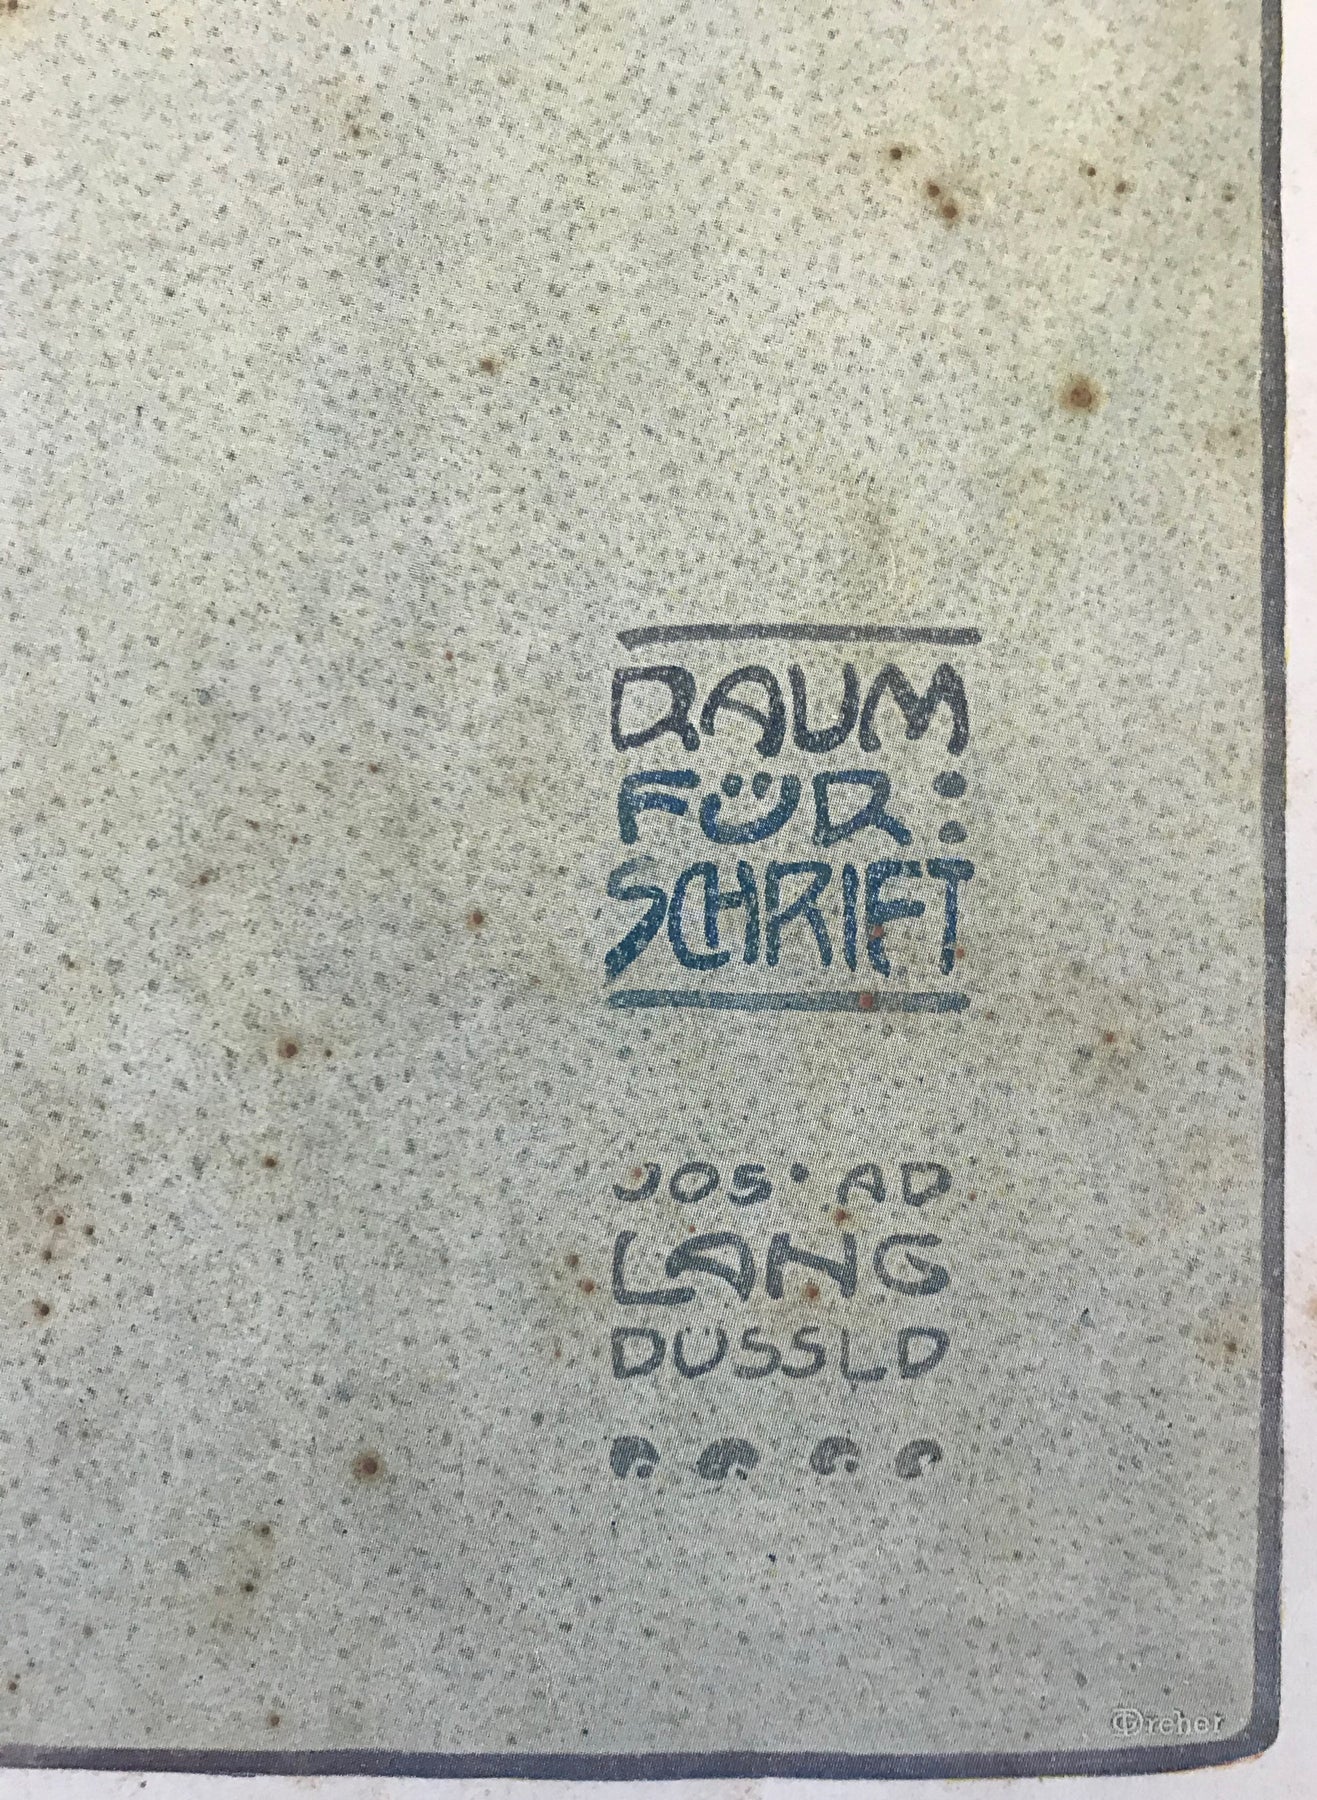 RAUM
FÜR:
SCHRIFT
JOS· AD
LANG
DÜSSLD
Dreher